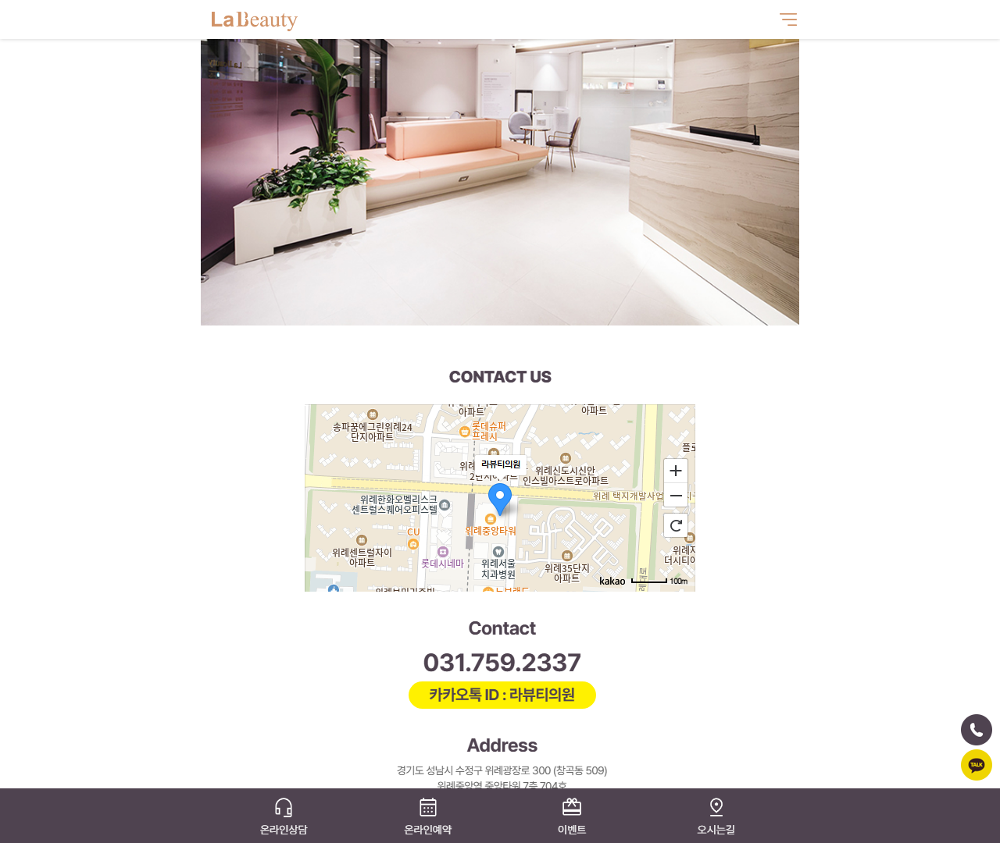 LaBeauty
CONTACT US
아파트
아파트
송파꿈에그린위례24
단지아파트
롯데슈퍼
프레시
플로
라뷰티의원
위례
2단지아파트
위례신도시신안
인스빌아스트로아파트
위례 택지개발사업
위례한화오벨리스크
센트럴스퀘어오피스텔
CU
위례중앙타워
위례센트럴자이
아파트
롯데시네마
위례서울
치과병원
위례35단지
아파트
위례자
더시티아
kakao
100m
Contact
031.759.2337
카카오톡 ID : 라뷰티의원
Address
경기도 성남시 수정구 위례광장로 300 (창곡동 509)
위례중앙역 중앙타워 7층 704호
TALK
온라인상담
온라인예약
이벤트
오시는길